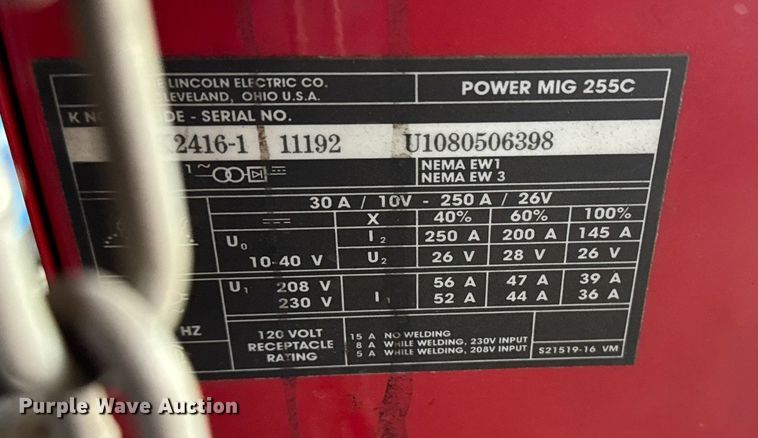 LINCOLN ELECTRIC CO.
CLEVELAND, OHIO U.S.A.
POWER MIG 255C
K NO. - SERIAL NO.
2416-1 11192 U1080506398
1~
NEMA EW1
NEMA EW 3
30 A / 10V - 250 A / 26V
X 40% 60% 100%
U0 I2 250 A 200 A 145 A
10-40 V U2 26 V 28 V 26 V
U1 208 V I1 56 A 47 A 39 A
230 V 52 A 44 A 36 A
HZ
120 VOLT
RECEPTACLE
RATING
15 A NO WELDING
8 A WHILE WELDING, 230V INPUT
5 A WHILE WELDING, 208V INPUT
S21519-16 VM
Purple Wave Auction